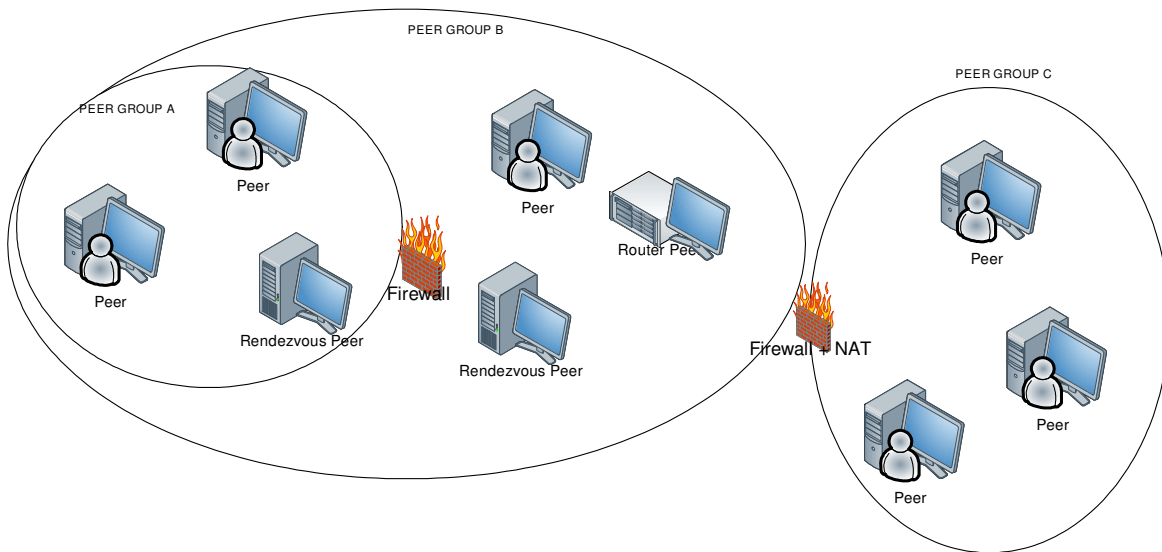 PEER GROUP B
PEER GROUP C
PEER GROUP A
Peer
Peer
Router Pee
Peer
Peer
Firewall
Rendezvous Peer
Firewall + NAT
Rendezvous Peer
Peer
Peer